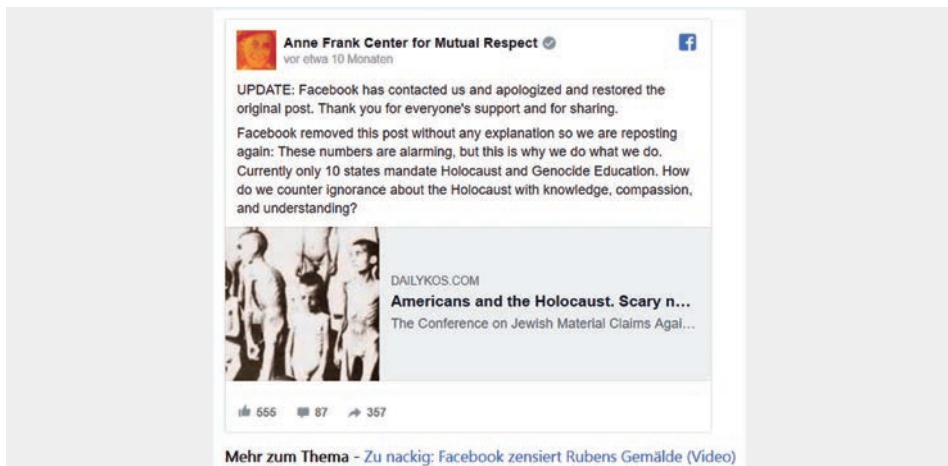 Anne Frank Center for Mutual Respect
vor etwa 10 Monaten
UPDATE: Facebook has contacted us and apologized and restored the
original post. Thank you for everyone's support and for sharing.
Facebook removed this post without any explanation so we are reposting
again: These numbers are alarming, but this is why we do what we do.
Currently only 10 states mandate Holocaust and Genocide Education. How
do we counter ignorance about the Holocaust with knowledge, compassion,
and understanding?
DAILYKOS.COM
Americans and the Holocaust. Scary n...
The Conference on Jewish Material Claims Agai...
555 87 357
Mehr zum Thema - Zu nackig: Facebook zensiert Rubens Gemälde (Video)